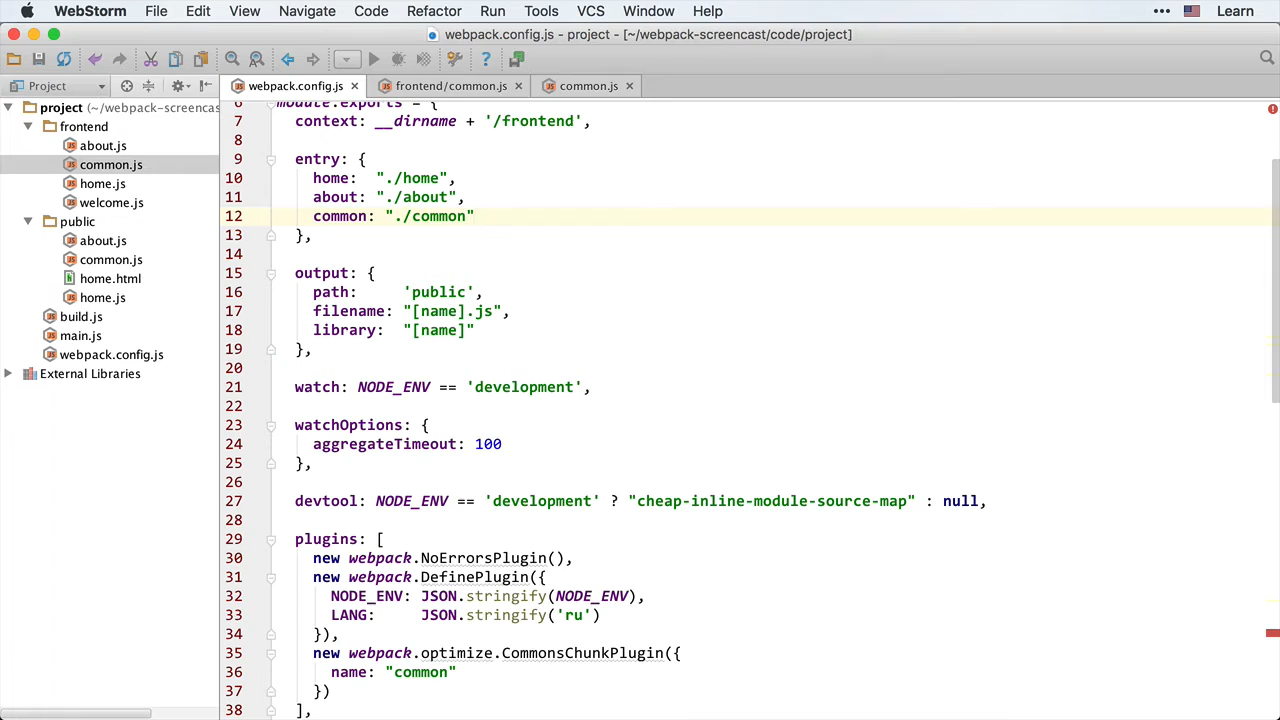 WebStorm File Edit View Navigate Code Refactor Run Tools VCS Window Help ••• Learn
webpack.config.js - project - [~/webpack-screencast/code/project]
Project
webpack.config.js frontend/common.js common.js
project (~/webpack-screencas
frontend
about.js
common.js
home.js
welcome.js
public
about.js
common.js
home.html
home.js
build.js
main.js
webpack.config.js
External Libraries
6 module.exports = {
7 context: __dirname + '/frontend',
8
9 entry: {
10 home: "./home",
11 about: "./about",
12 common: "./common"
13 },
14
15 output: {
16 path: 'public',
17 filename: "[name].js",
18 library: "[name]"
19 },
20
21 watch: NODE_ENV == 'development',
22
23 watchOptions: {
24 aggregateTimeout: 100
25 },
26
27 devtool: NODE_ENV == 'development' ? "cheap-inline-module-source-map" : null,
28
29 plugins: [
30 new webpack.NoErrorsPlugin(),
31 new webpack.DefinePlugin({
32 NODE_ENV: JSON.stringify(NODE_ENV),
33 LANG: JSON.stringify('ru')
34 }),
35 new webpack.optimize.CommonsChunkPlugin({
36 name: "common"
37 })
38 ],